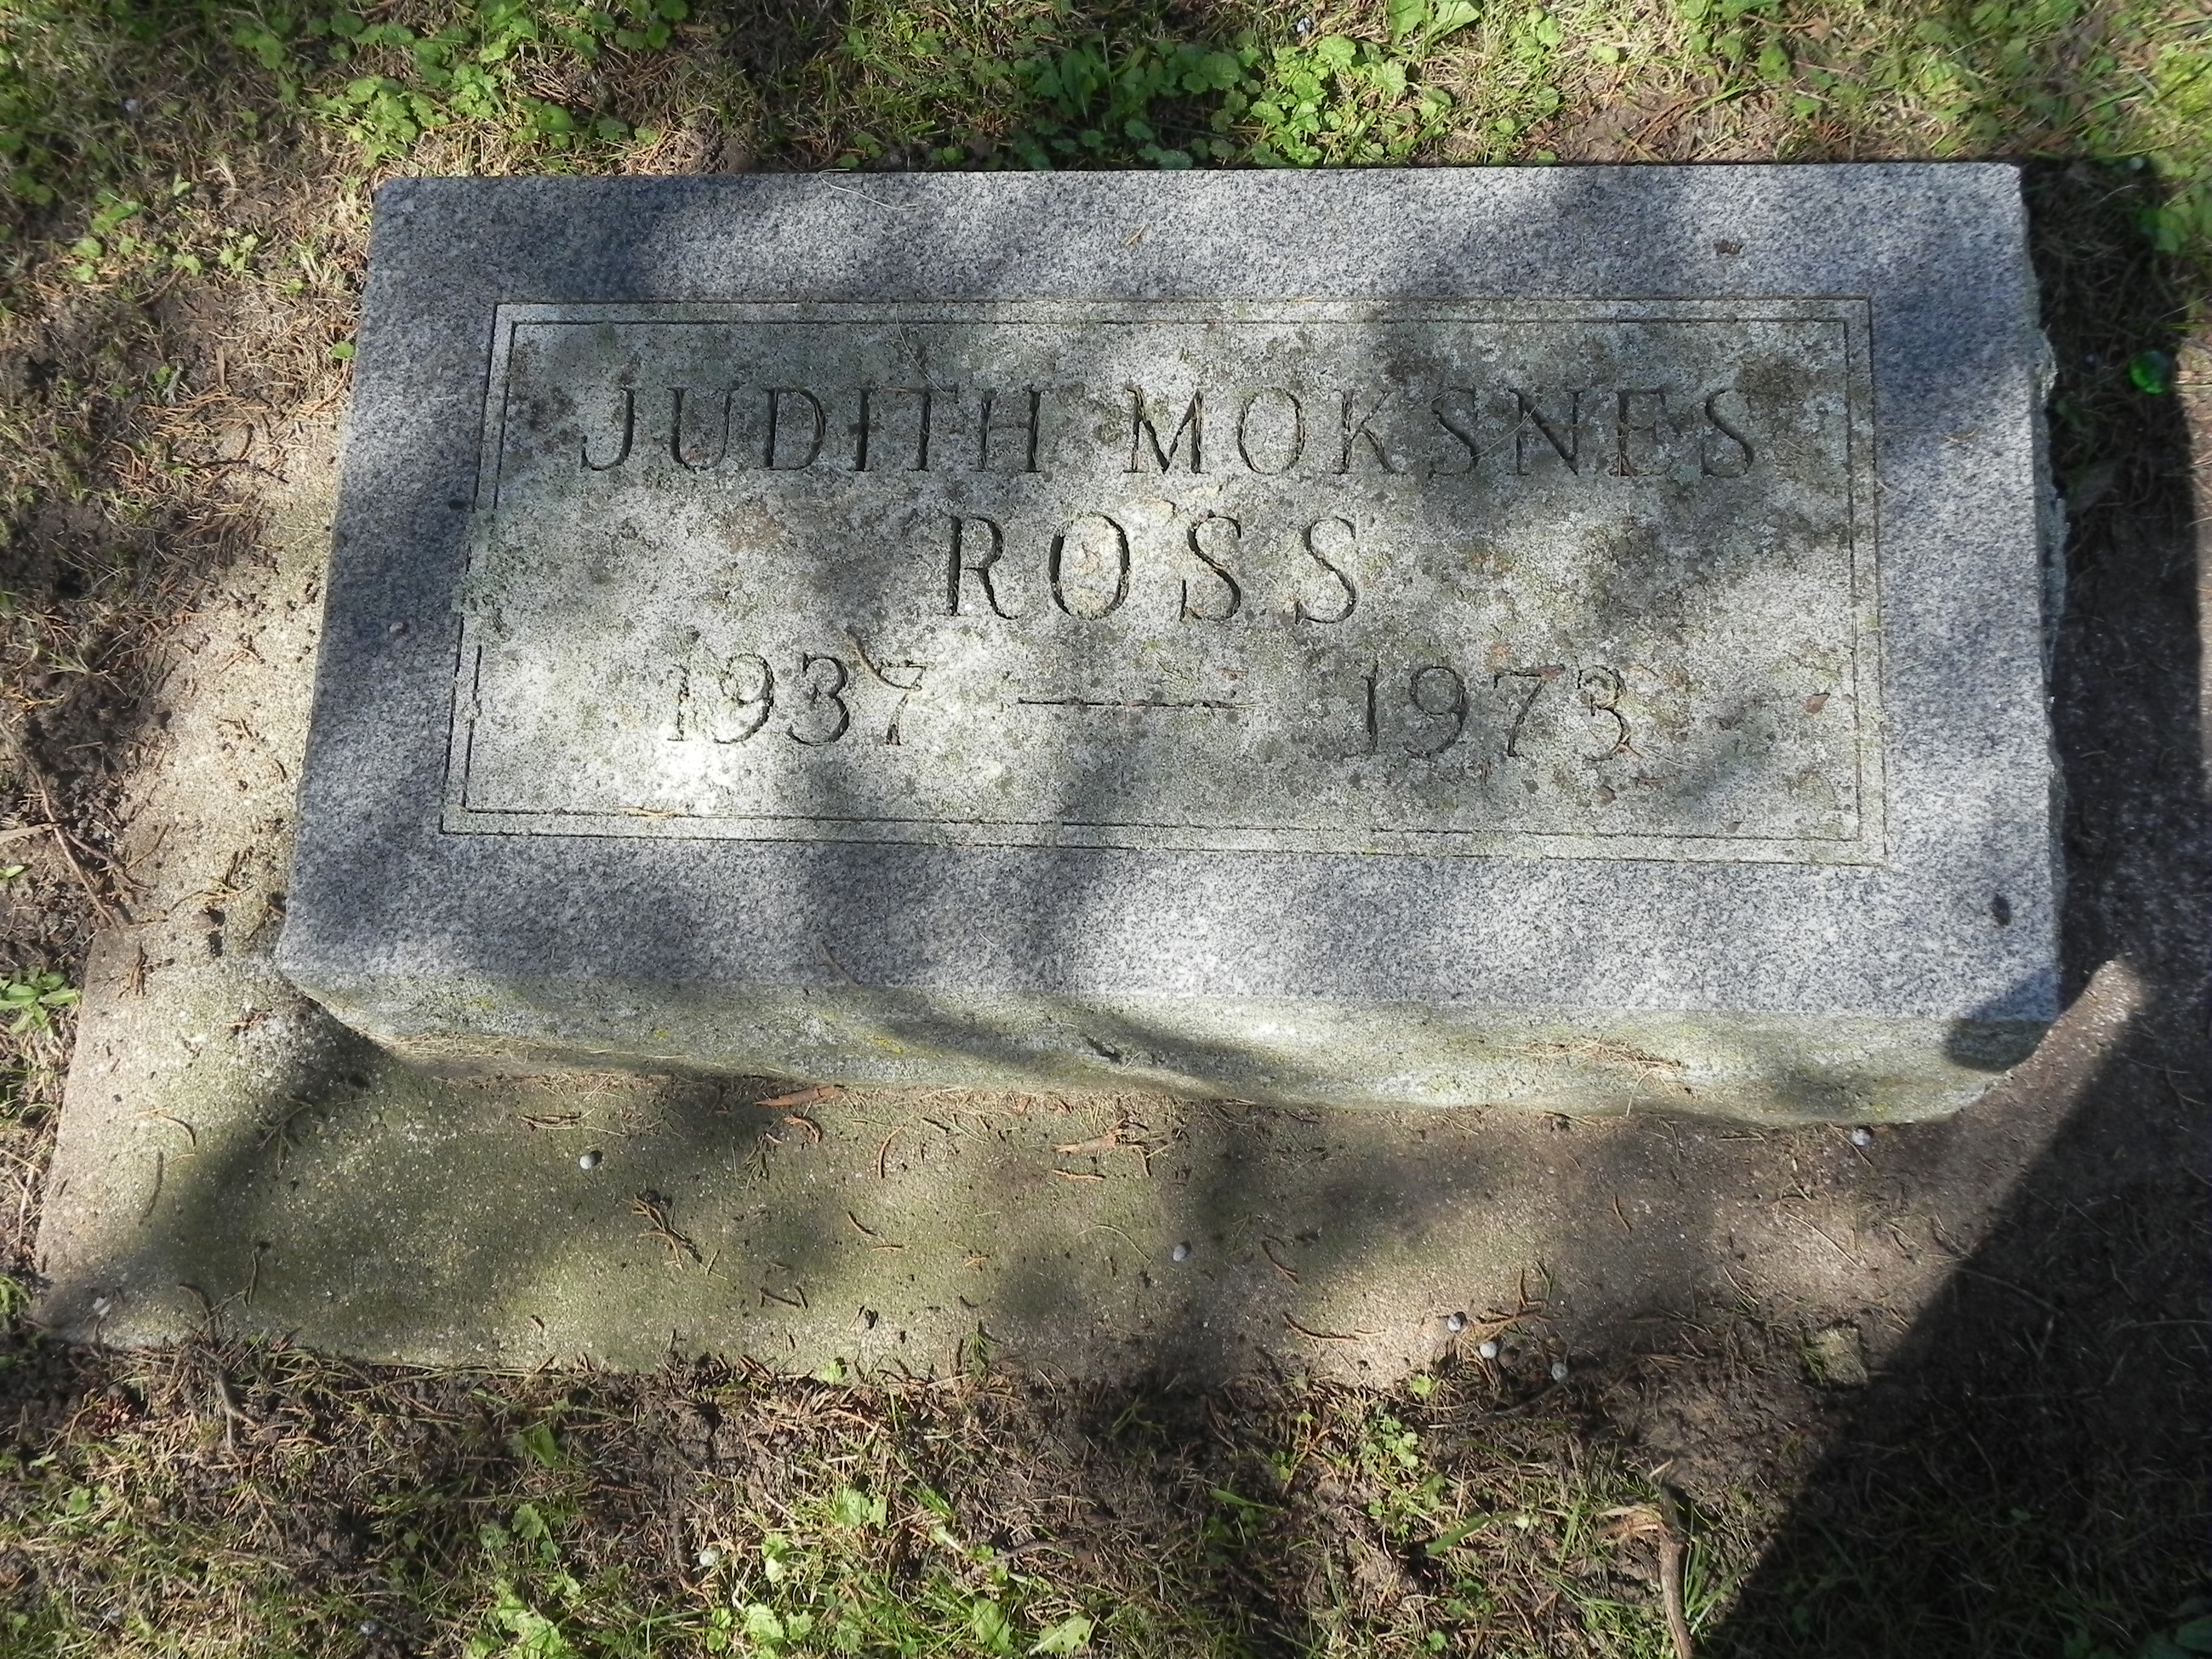 JUDITH MOKSNES
ROSS
1937 — 1973